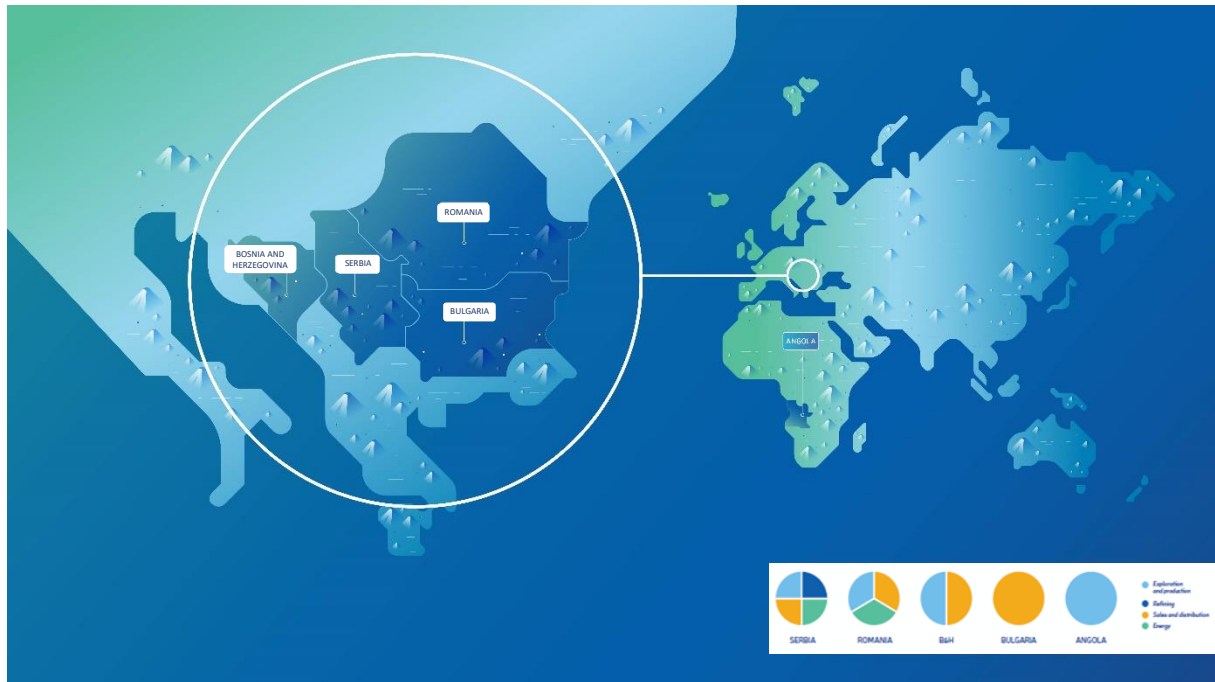 ROMANIA
BOSNIA AND
HERZEGOVINA
SERBIA
BULGARIA
ANGOLA
SERBIA
ROMANIA
B&H
BULGARIA
ANGOLA
Exploration
and production
Refining
Sales and distribution
Energy